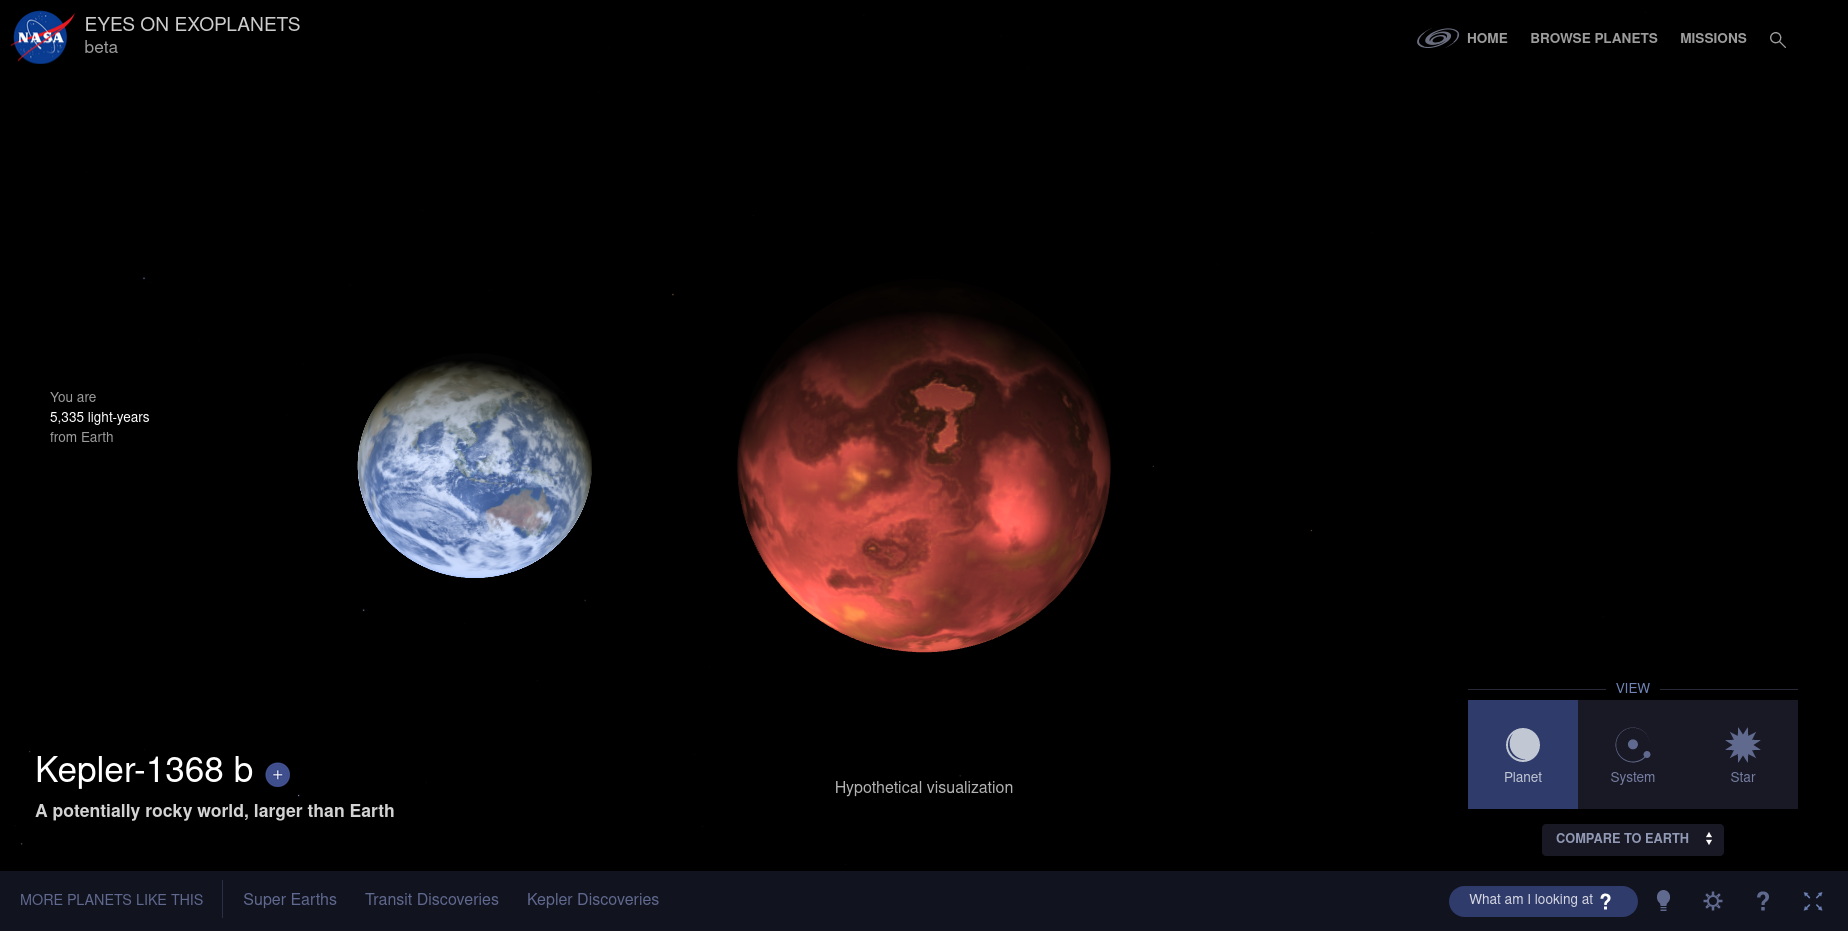 NASA
EYES ON EXOPLANETS
beta
HOME
BROWSE PLANETS
MISSIONS
You are
5,335 light-years
from Earth
VIEW
Planet
System
Star
Kepler-1368 b +
A potentially rocky world, larger than Earth
Hypothetical visualization
COMPARE TO EARTH
MORE PLANETS LIKE THIS
Super Earths
Transit Discoveries
Kepler Discoveries
What am I looking at ?
?